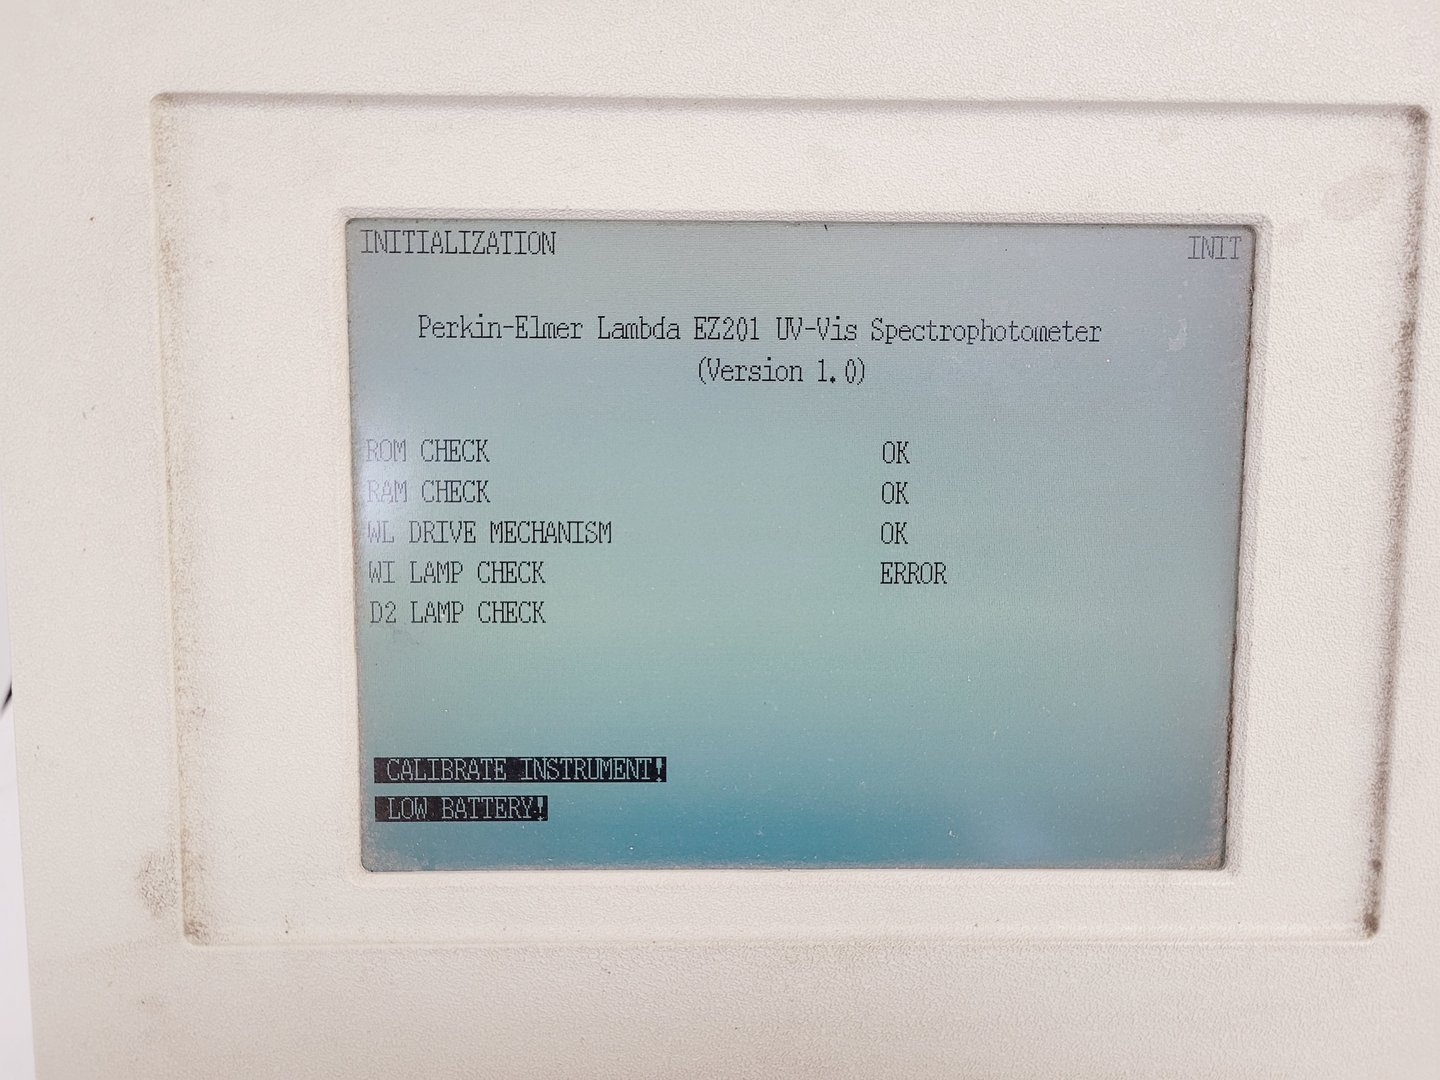 INITIALIZATION INIT
Perkin-Elmer Lambda EZ201 UV-Vis Spectrophotometer
(Version 1.0)
ROM CHECK OK
RAM CHECK OK
WL DRIVE MECHANISM OK
WI LAMP CHECK ERROR
D2 LAMP CHECK
CALIBRATE INSTRUMENT!
LOW BATTERY!